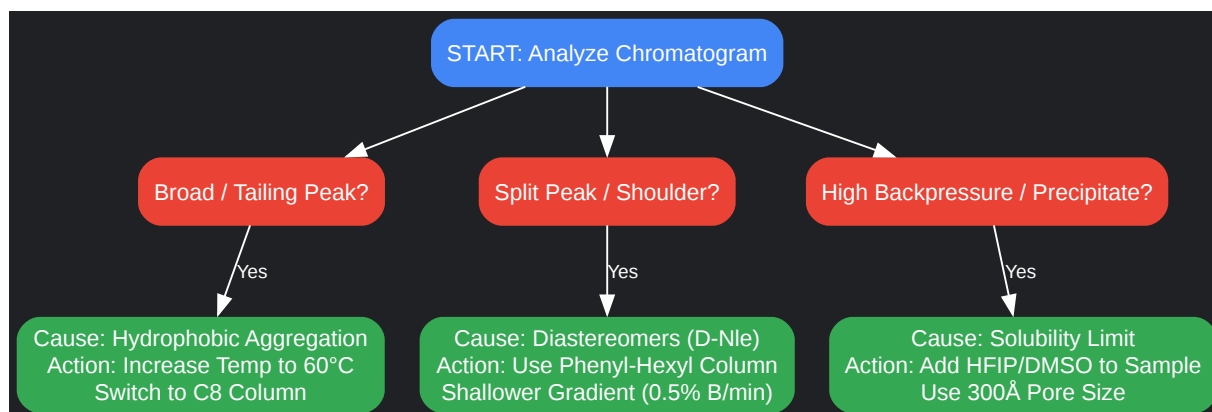 START: Analyze Chromatogram
Broad / Tailing Peak?
Split Peak / Shoulder?
High Backpressure / Precipitate?
Yes
Yes
Yes
Cause: Hydrophobic Aggregation
Action: Increase Temp to 60°C
Switch to C8 Column
Cause: Diastereomers (D-Nle)
Action: Use Phenyl-Hexyl Column
Shallower Gradient (0.5% B/min)
Cause: Solubility Limit
Action: Add HFIP/DMSO to Sample
Use 300Å Pore Size